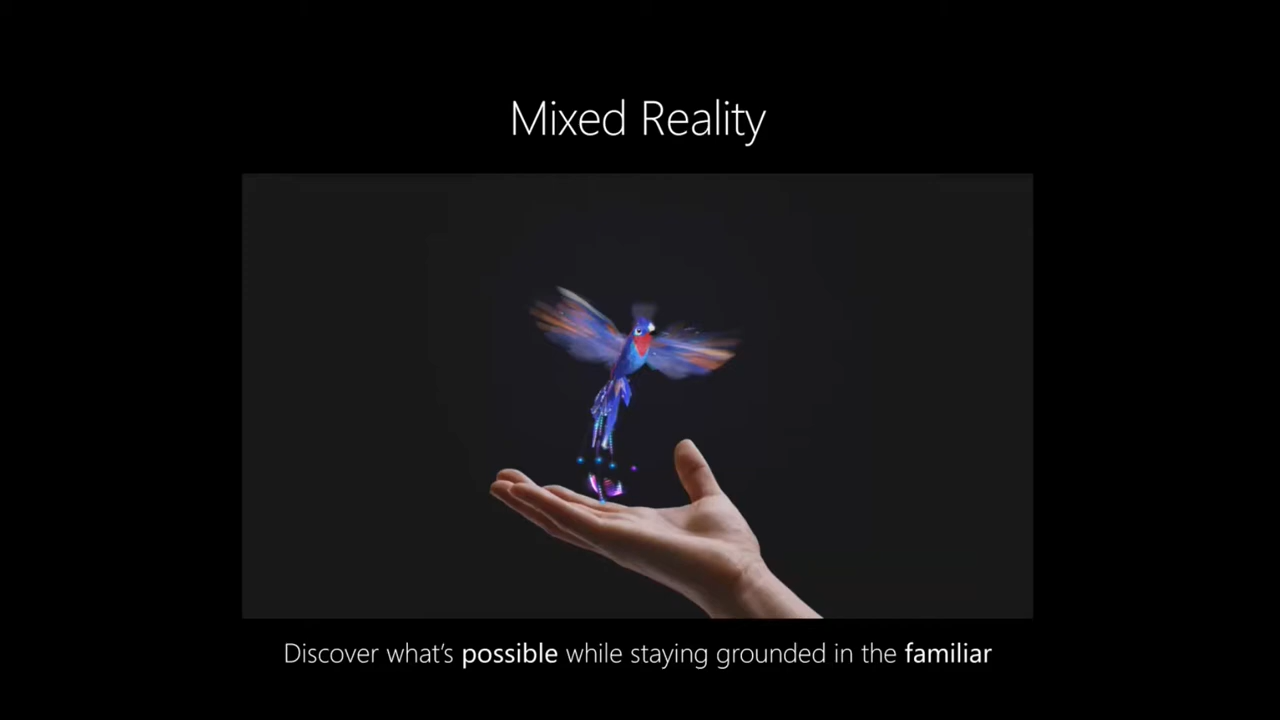 Mixed Reality
Discover what's possible while staying grounded in the familiar